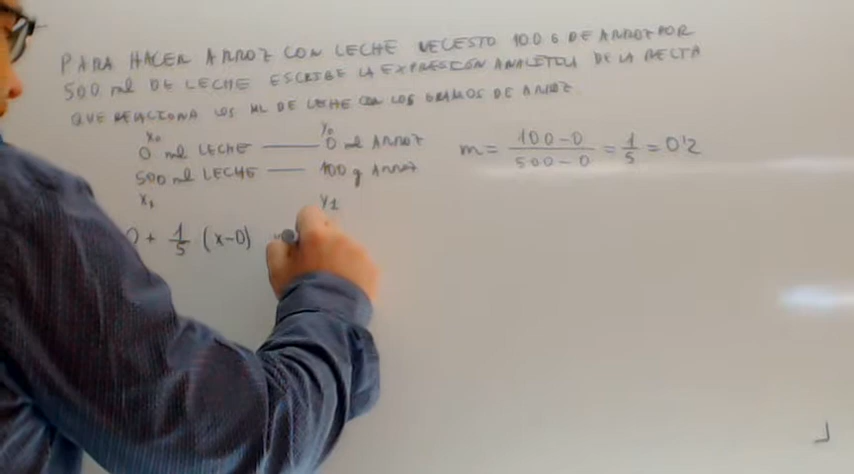 PARA HACER ARROZ CON LECHE NECESITO 100 G DE ARROZ POR
500 ml DE LECHE ESCRIBE LA EXPRESIÓN ANALÍTICA DE LA RECTA
QUE RELACIONA LOS ML DE LECHE CON LOS GRAMOS DE ARROZ
x₀ y₀
0 ml LECHE —— 0 ml ARROZ
500 ml LECHE —— 100 g ARROZ
x₁ y₁
m = 100-0 / 500-0 = 1/5 = 0'2
0 + 1/5 (x-0)